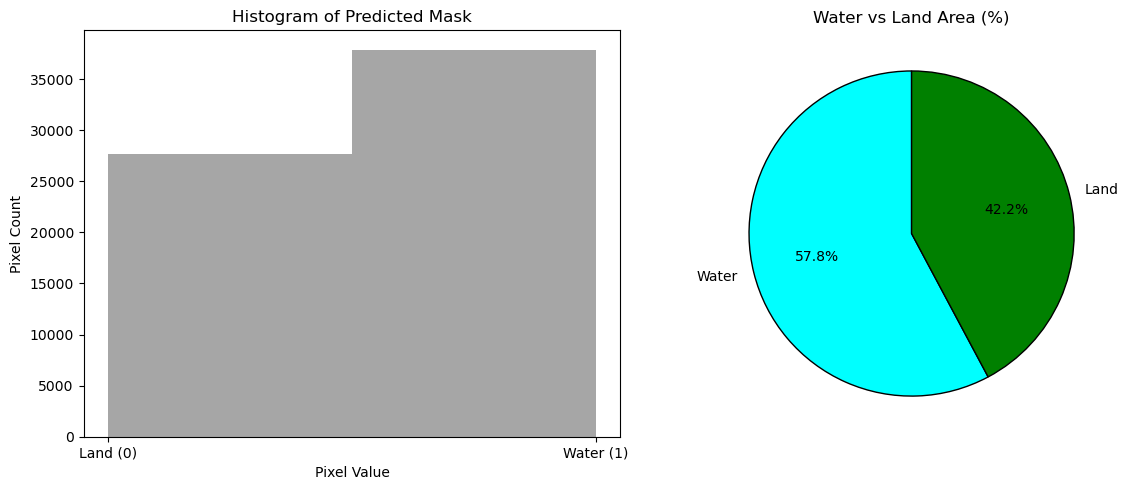 Histogram of Predicted Mask
Pixel Count
35000
30000
25000
20000
15000
10000
5000
0
Land (0)
Water (1)
Pixel Value
Water vs Land Area (%)
Land
42.2%
57.8%
Water